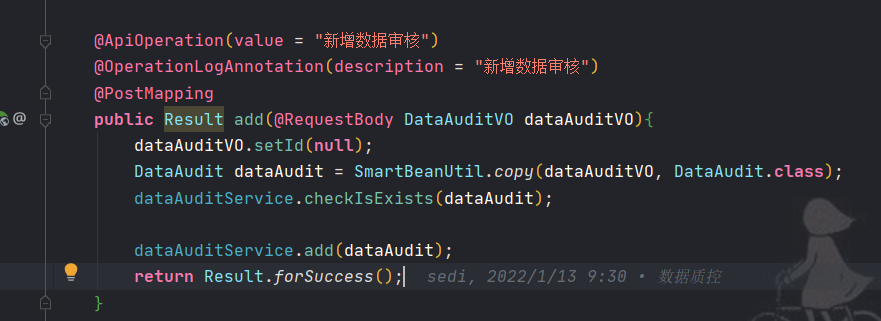 @ApiOperation(value = "新增数据审核")
@OperationLogAnnotation(description = "新增数据审核")
@PostMapping
public Result add(@RequestBody DataAuditVO dataAuditVO){
dataAuditVO.setId(null);
DataAudit dataAudit = SmartBeanUtil.copy(dataAuditVO, DataAudit.class);
dataAuditService.checkIsExists(dataAudit);
dataAuditService.add(dataAudit);
return Result.forSuccess(); sedi, 2022/1/13 9:30 • 数据质控
}